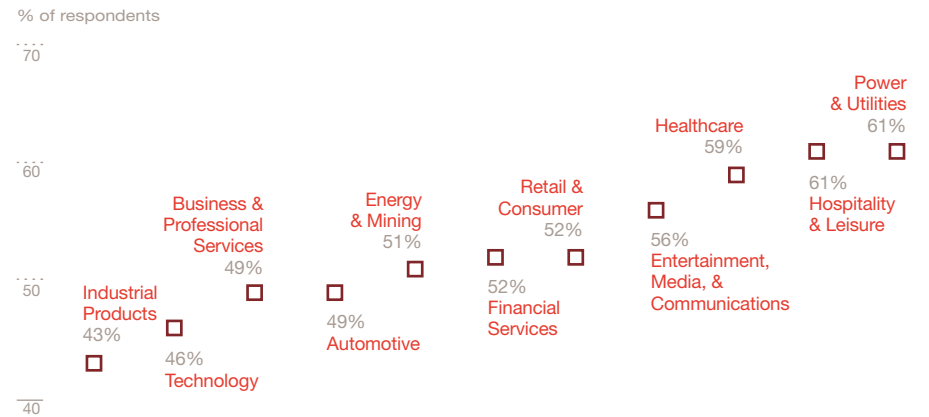 % of respondents
70
60
50
40
Industrial
Products
43%
46%
Technology
Business &
Professional
Services
49%
49%
Automotive
Energy
& Mining
51%
52%
Financial
Services
Retail &
Consumer
52%
56%
Entertainment,
Media, &
Communications
Healthcare
59%
61%
Hospitality
& Leisure
Power
& Utilities
61%